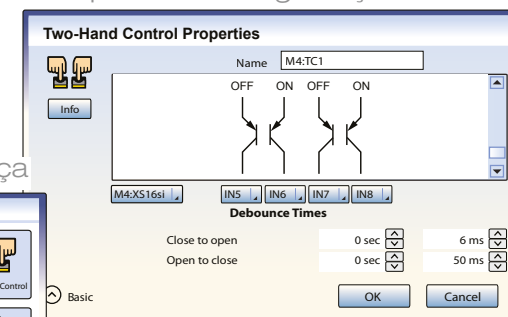 Two-Hand Control Properties
Name M4:TC1
Info
OFF ON OFF ON
ça
M4:XS16si IN5 IN6 IN7 IN8
Debounce Times
Close to open 0 sec 6 ms
Open to close 0 sec 50 ms
Control
Basic
OK Cancel